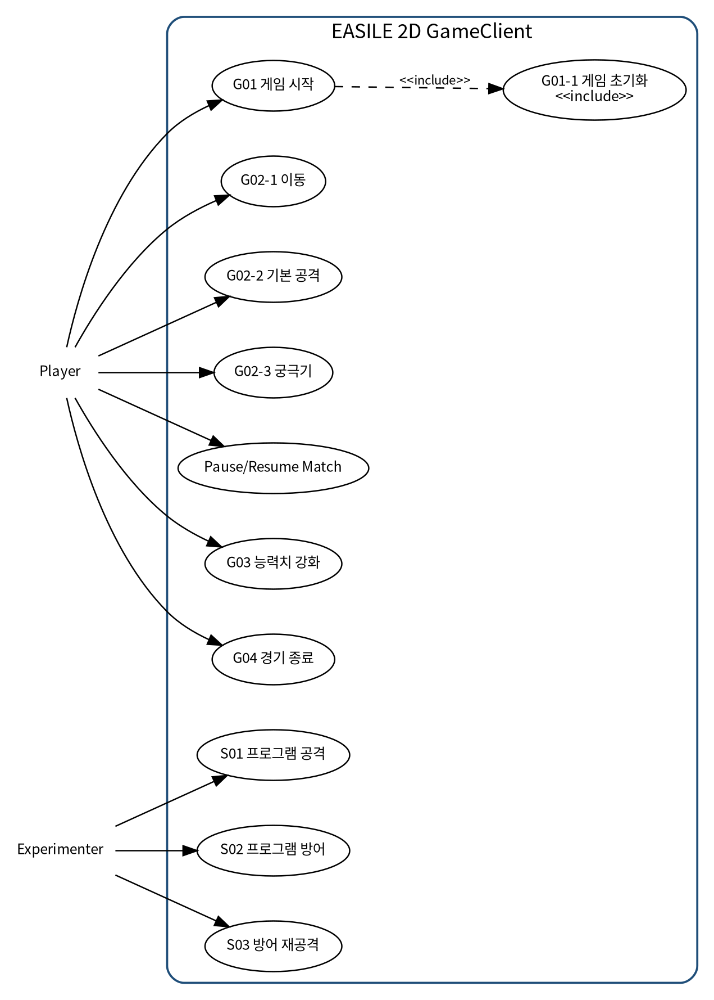 EASILE 2D GameClient
G01 게임 시작
<<include>>
G01-1 게임 초기화
<<include>>
G02-1 이동
G02-2 기본 공격
Player
G02-3 궁극기
Pause/Resume Match
G03 능력치 강화
G04 경기 종료
S01 프로그램 공격
Experimenter
S02 프로그램 방어
S03 방어 재공격